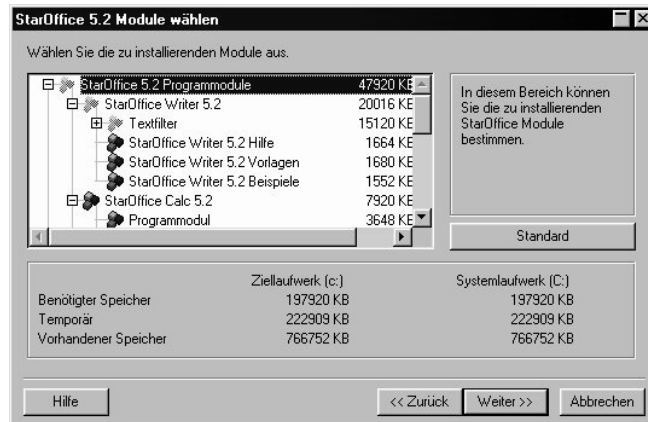 StarOffice 5.2 Module wählen
Wählen Sie die zu installierenden Module aus.
StarOffice 5.2 Programmodule 47920 KB
StarOffice Writer 5.2 20016 KB
Textfilter 15120 KB
StarOffice Writer 5.2 Hilfe 1664 KB
StarOffice Writer 5.2 Vorlagen 1680 KB
StarOffice Writer 5.2 Beispiele 1552 KB
StarOffice Calc 5.2 7920 KB
Programmodul 3648 KB
In diesem Bereich können
Sie die zu installierenden
StarOffice Module
bestimmen.
Standard
Ziellaufwerk (c:) Systemlaufwerk (C:)
Benötigter Speicher 197920 KB 197920 KB
Temporär 222909 KB 222909 KB
Vorhandener Speicher 766752 KB 766752 KB
Hilfe << Zurück Weiter >> Abbrechen